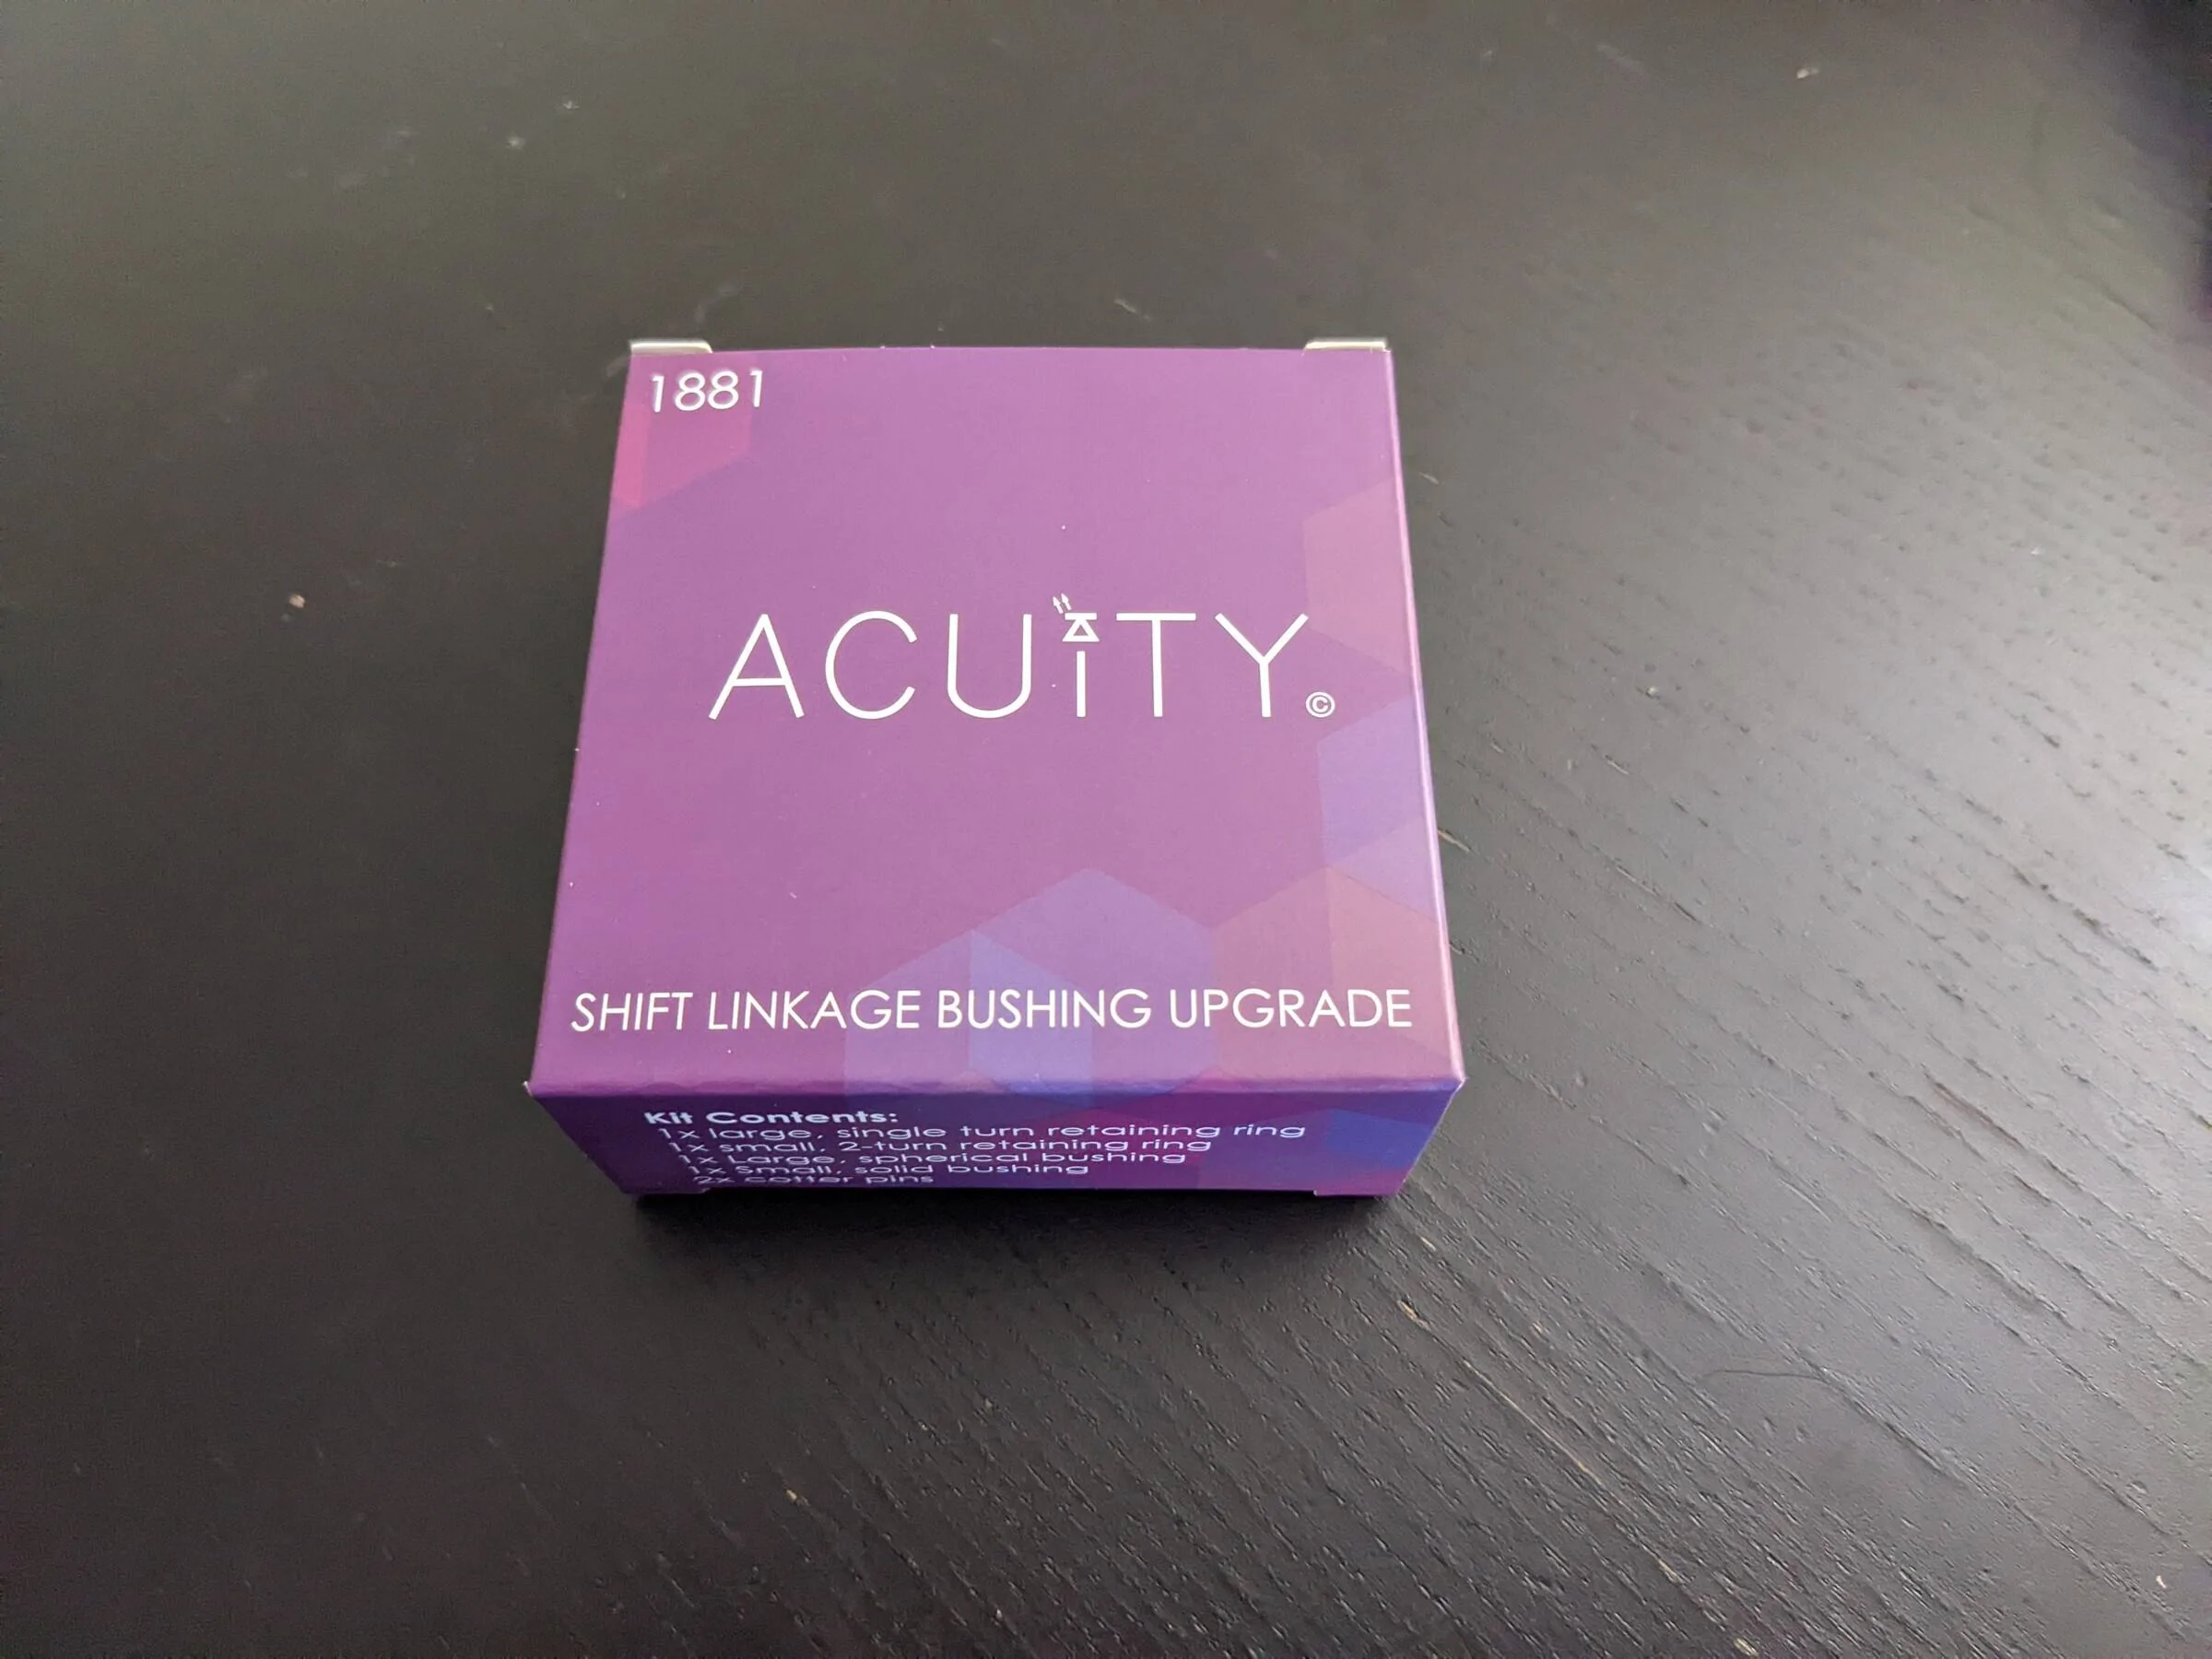 1881
ACUiTY©
SHIFT LINKAGE BUSHING UPGRADE
Kit Contents:
1x large, single turn retaining ring
1x small, 2-turn retaining ring
1x Large, spherical bushing
1x Small, solid bushing
2x cotter pins